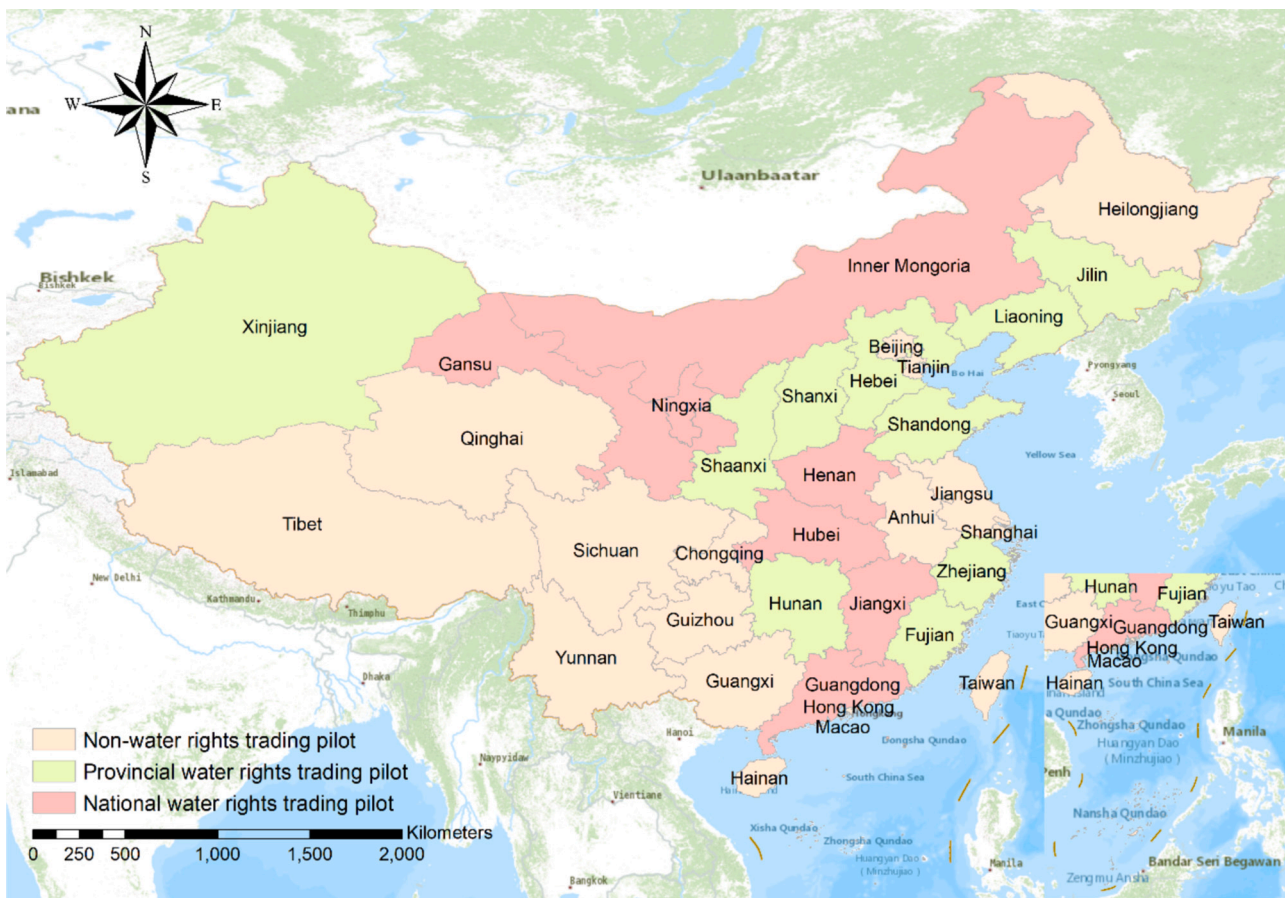 N
W
E
S
ana
Ulaanbaatar
Heilongjiang
Inner Mongoria
Jilin
Bishkek
Bishkek
Xinjiang
Liaoning
Beijing
Tianjin
Bo Hai
Gansu
Hebei
Pyongyang
Seoul
Ningxia
Shanxi
Qinghai
Shandong
Islamabad
Shaanxi
Yellow Sea
Henan
Jiangsu
Tibet
Anhui
Shanghai
Hubei
Sichuan
Chongqing
Zhejiang
New Delhi
Kathmandu
Thimphu
Hunan
Jiangxi
Guizhou
Fujian
Yunnan
Dhaka
Guangxi
Guangdong
Taiwan
Hong Kong
Macao
Hanoi
Dongsha Qundao
Naypyidaw
Hainan
South China Sea
Vientiane
Xisha Qundao
Zhongsha Qundao
Huangyan Dao
( Minzhujiao )
Manila
Bangkok
Hunan
Fujian
Guangxi
Guangdong
Taiwan
Hong Kong
Macao
Hainan
South China Sea
a Qundao
Zhongsha Qundao
Huangyan Dao
( Minzhujiao )
Manila
Penh
Nansha Qundao
Bandar Seri Begawan
Zengmu Ansha
Non-water rights trading pilot
Provincial water rights trading pilot
National water rights trading pilot
Kilometers
0 250 500 1,000 1,500 2,000